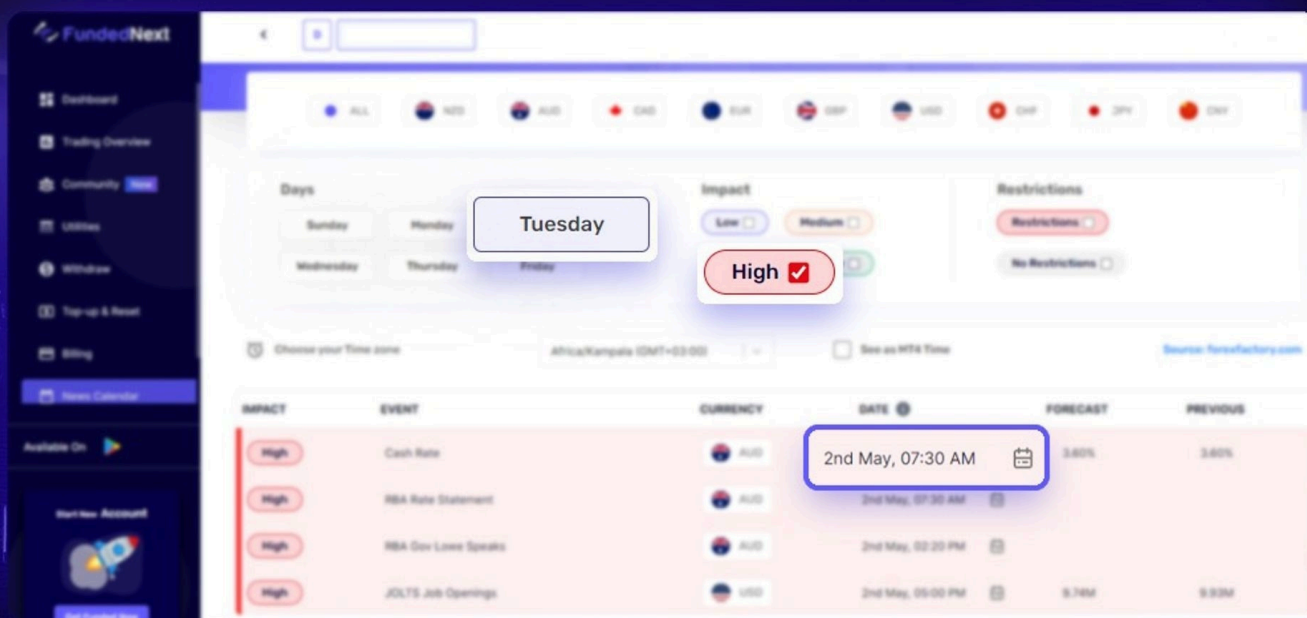 FundedNext
Dashboard
Trading Overview
Community New
Utilities
Withdraw
Top-up & Reset
Billing
News Calendar
Available On
Start New Account
Get Funded Now
ALL NZD AUD CAD EUR GBP USD CHF JPY CNY
Days Impact Restrictions
Sunday Monday Tuesday Low Medium Restrictions
Wednesday Thursday Friday High No Restrictions
Choose your Time zone Africa/Kampala (GMT+03:00) See as MT4 Time Source: forexfactory.com
IMPACT EVENT CURRENCY DATE FORECAST PREVIOUS
High Cash Rate AUD 2nd May, 07:30 AM 3.60% 3.60%
High RBA Rate Statement AUD 2nd May, 07:30 AM
High RBA Gov Lowe Speaks AUD 2nd May, 02:20 PM
High JOLTS Job Openings USD 2nd May, 05:00 PM 9.74M 9.93M